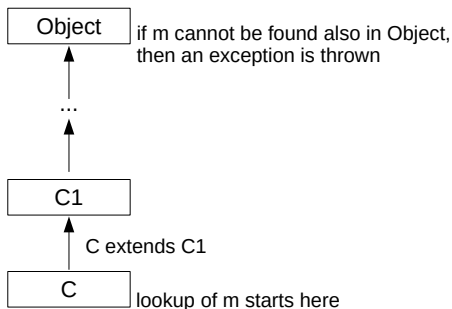 Object
if m cannot be found also in Object,
then an exception is thrown
...
C1
C extends C1
C
lookup of m starts here